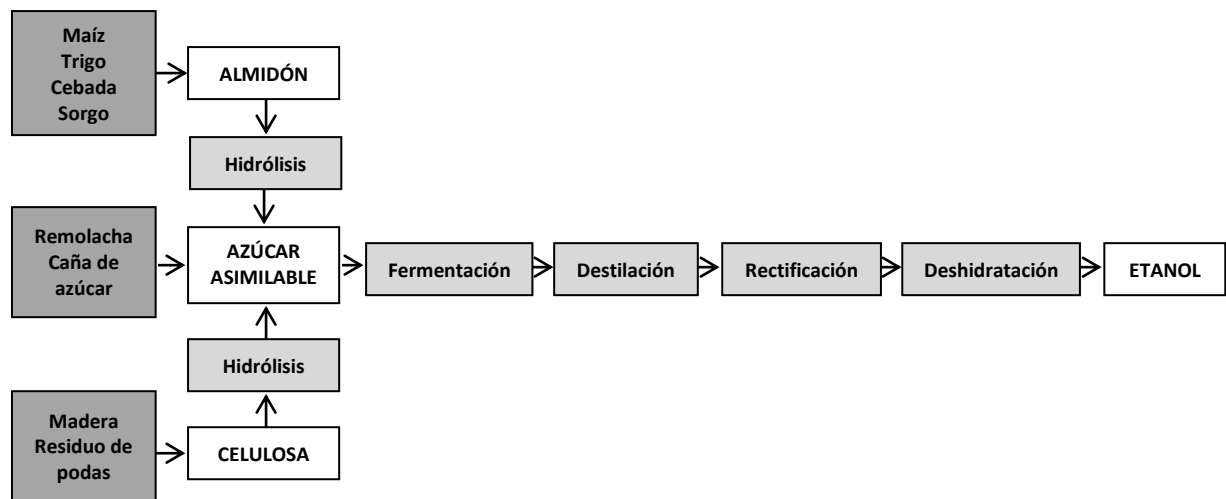 Maíz
Trigo
Cebada
Sorgo
ALMIDÓN
Hidrólisis
Remolacha
Caña de
azúcar
AZÚCAR
ASIMILABLE
Fermentación
Destilación
Rectificación
Deshidratación
ETANOL
Hidrólisis
Madera
Residuo de
podas
CELULOSA